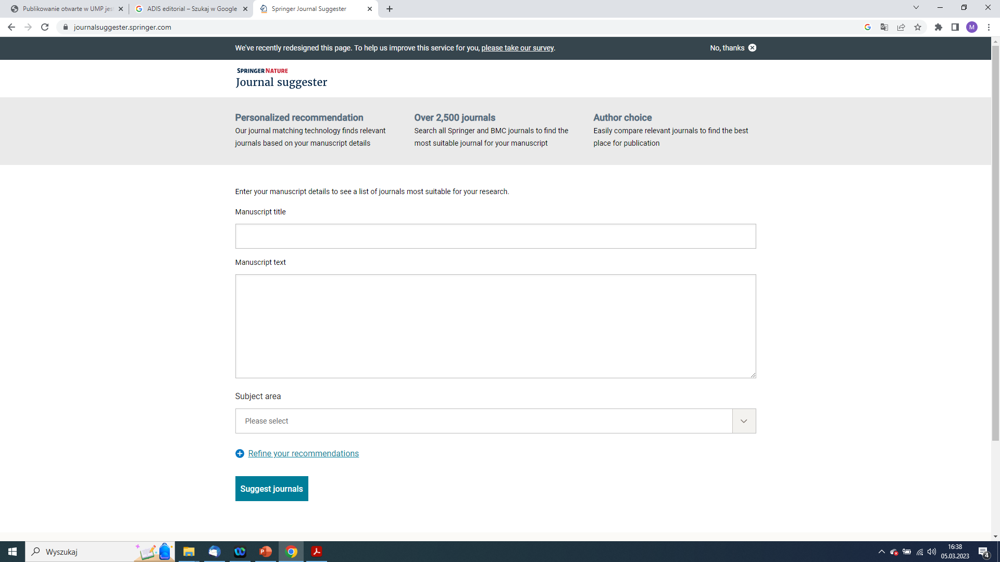 Publikowanie otwarte w UMP jes
ADIS editorial – Szukaj w Google
Springer Journal Suggester
journalsuggester.springer.com
M
We've recently redesigned this page. To help us improve this service for you, please take our survey.
No, thanks
SPRINGER NATURE
Journal suggester
Personalized recommendation
Our journal matching technology finds relevant
journals based on your manuscript details
Over 2,500 journals
Search all Springer and BMC journals to find the
most suitable journal for your manuscript
Author choice
Easily compare relevant journals to find the best
place for publication
Enter your manuscript details to see a list of journals most suitable for your research.
Manuscript title
Manuscript text
Subject area
Please select
Refine your recommendations
Suggest journals
Wyszukaj
16:38
05.03.2023
4